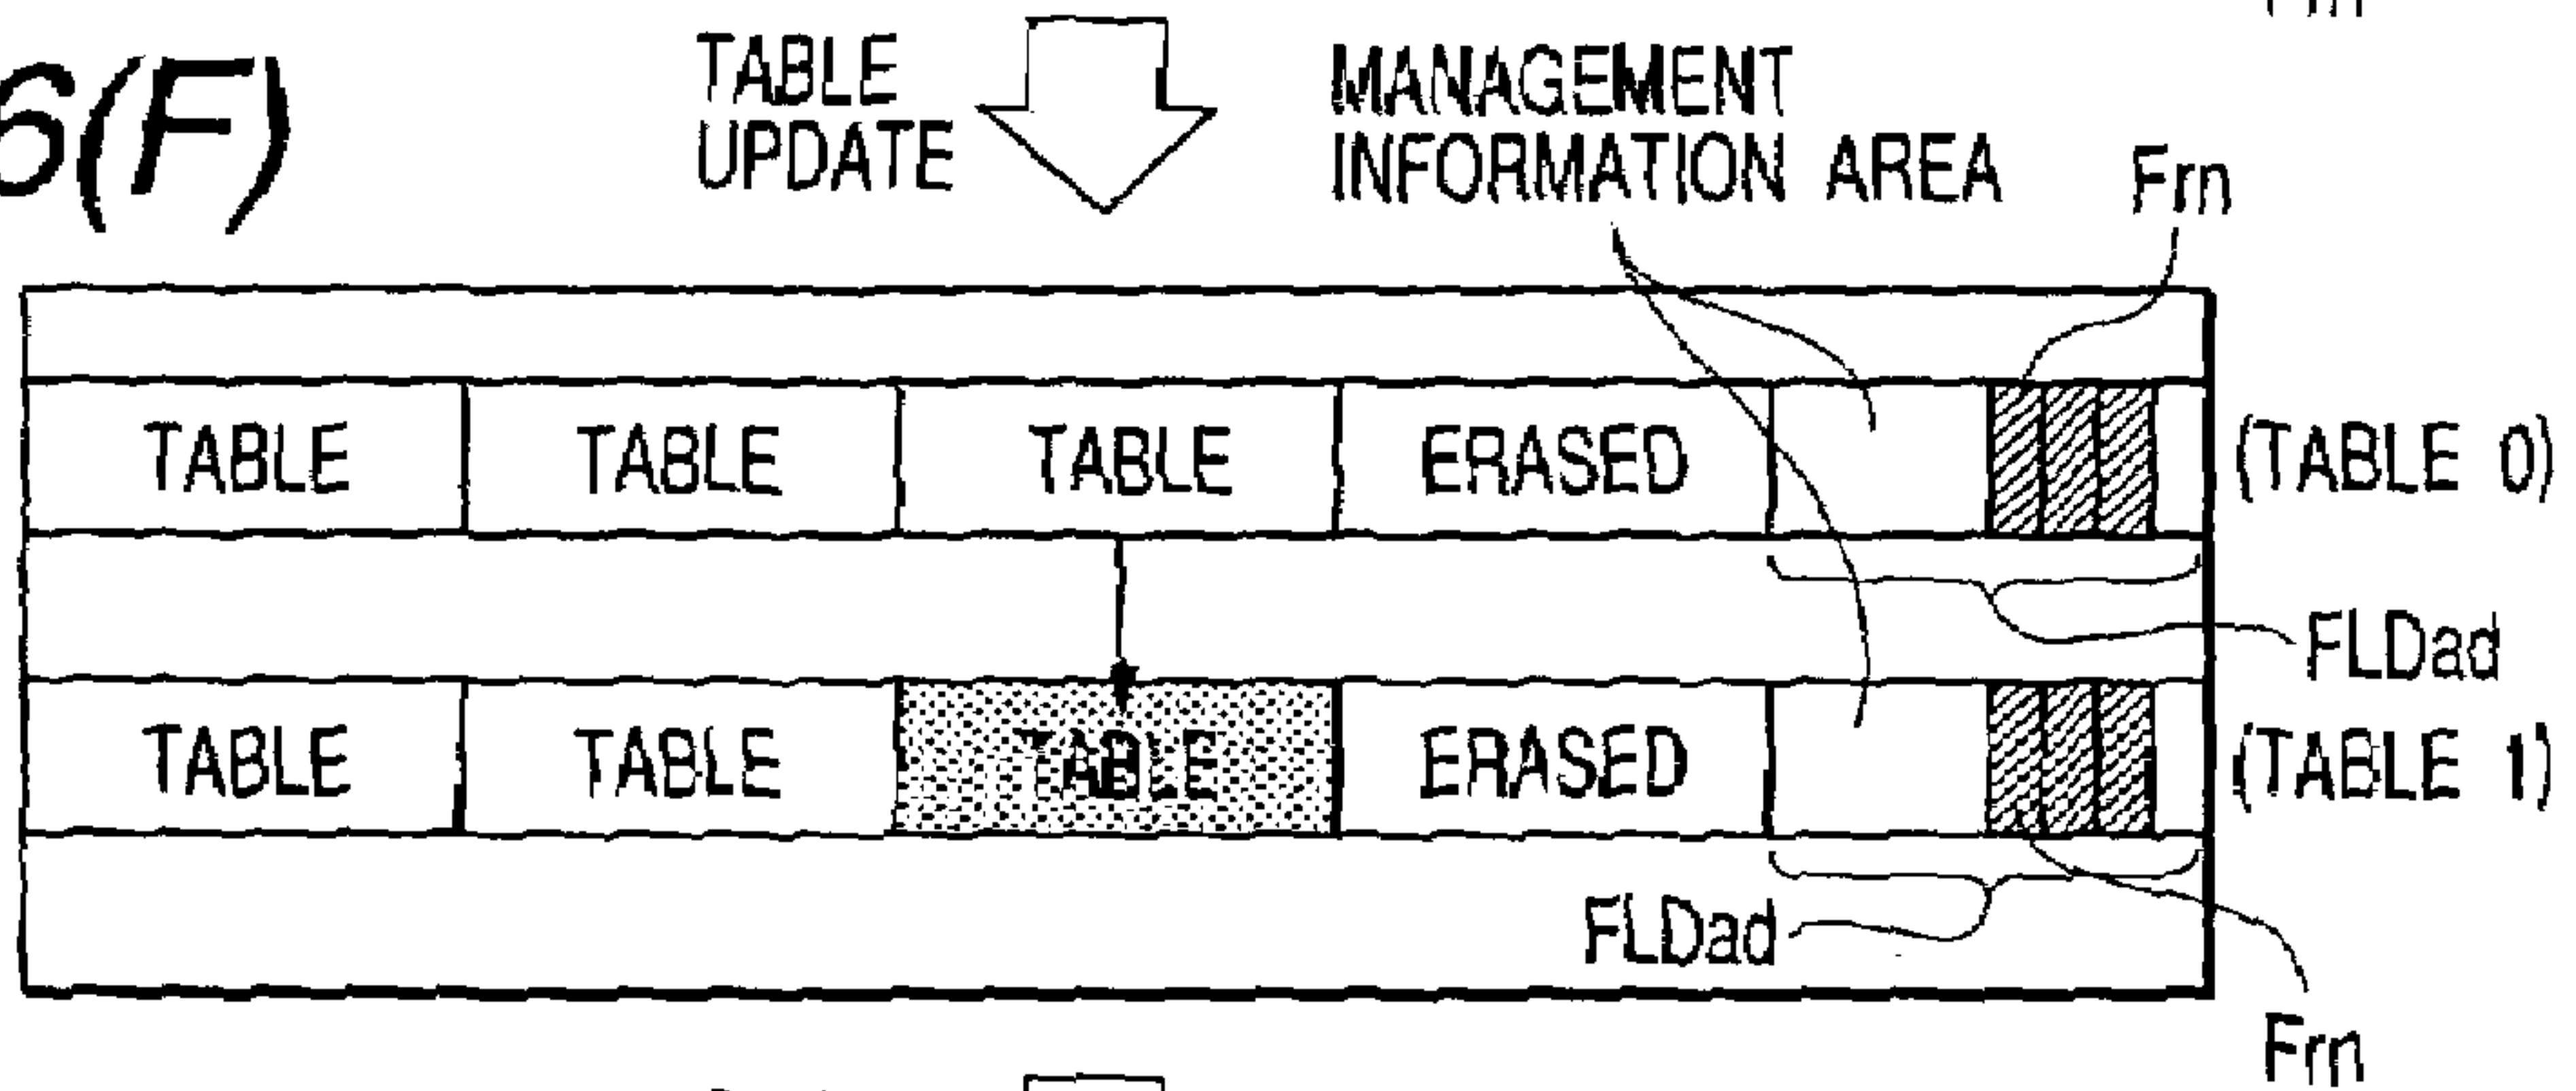 6(F)
TABLE
UPDATE
MANAGEMENT
INFORMATION AREA
Frn
TABLE TABLE TABLE ERASED (TABLE 0)
FLDad
TABLE TABLE TABLE ERASED (TABLE 1)
FLDad
Frn